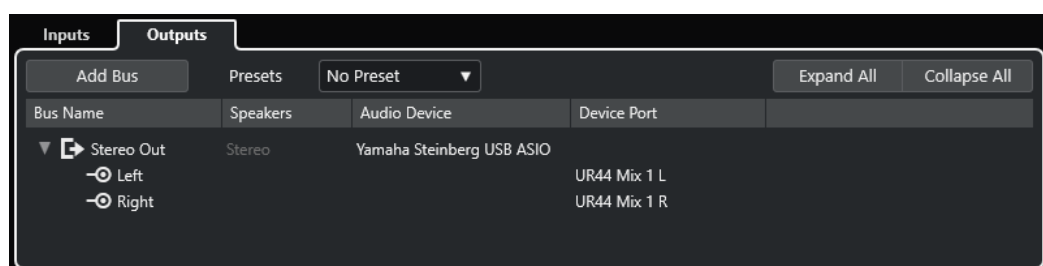 Inputs Outputs
Add Bus Presets No Preset Expand All Collapse All
Bus Name Speakers Audio Device Device Port
Stereo Out Stereo Yamaha Steinberg USB ASIO
Left UR44 Mix 1 L
Right UR44 Mix 1 R